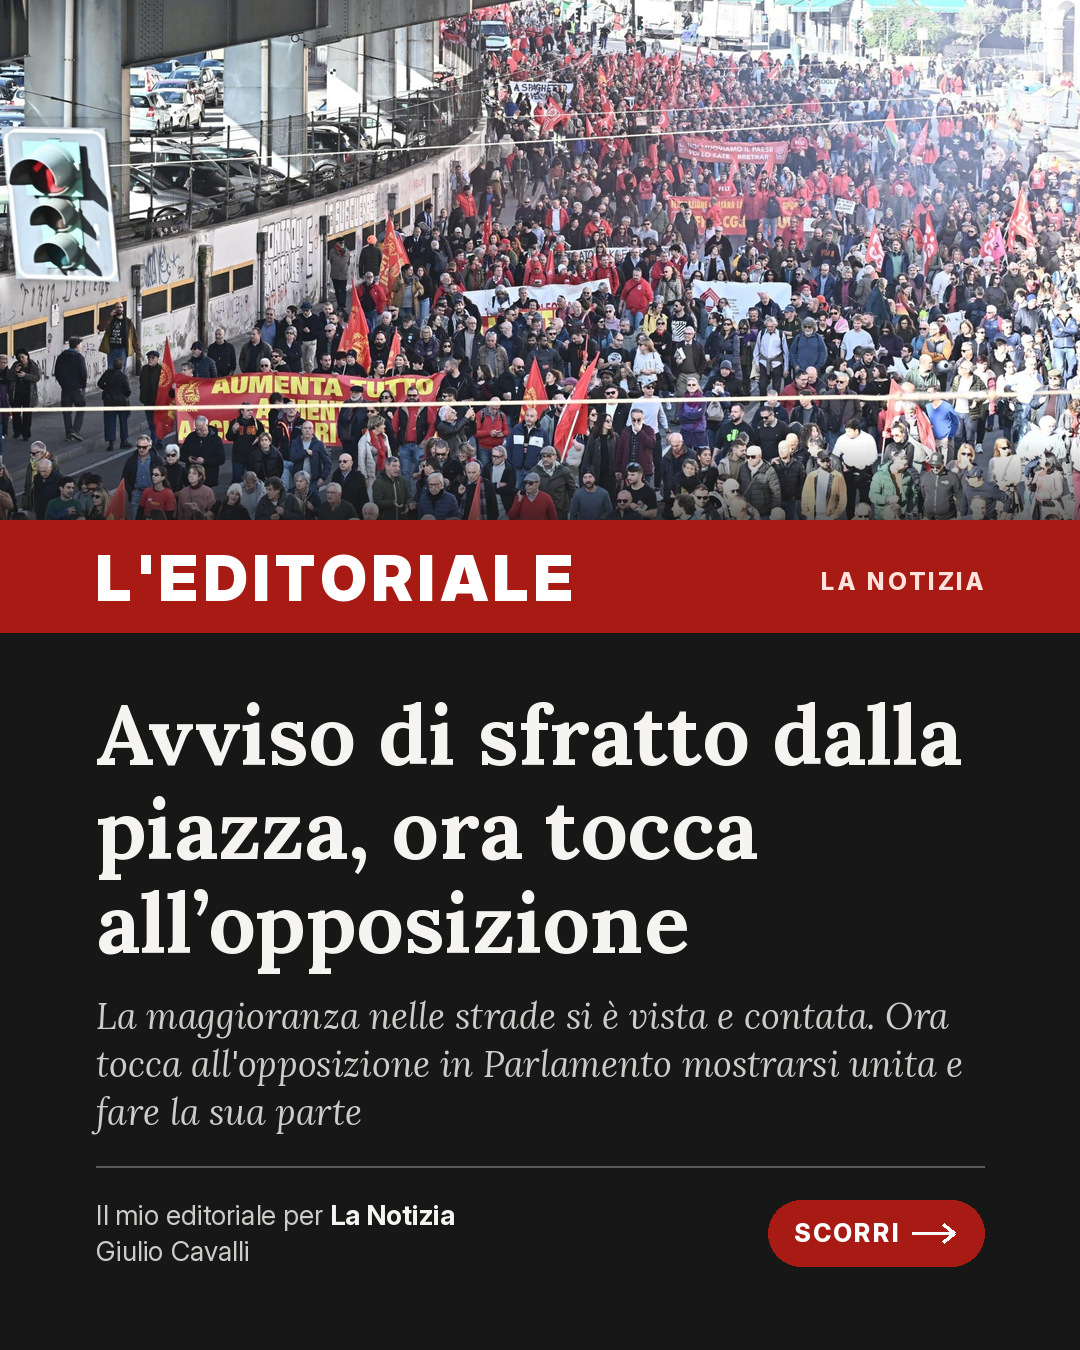 AUMENTA TUTTO
L'EDITORIALE
LA NOTIZIA
Avviso di sfratto dalla
piazza, ora tocca
all’opposizione
La maggioranza nelle strade si è vista e contata. Ora
tocca all'opposizione in Parlamento mostrarsi unita e
fare la sua parte
Il mio editoriale per La Notizia
Giulio Cavalli
SCORRI